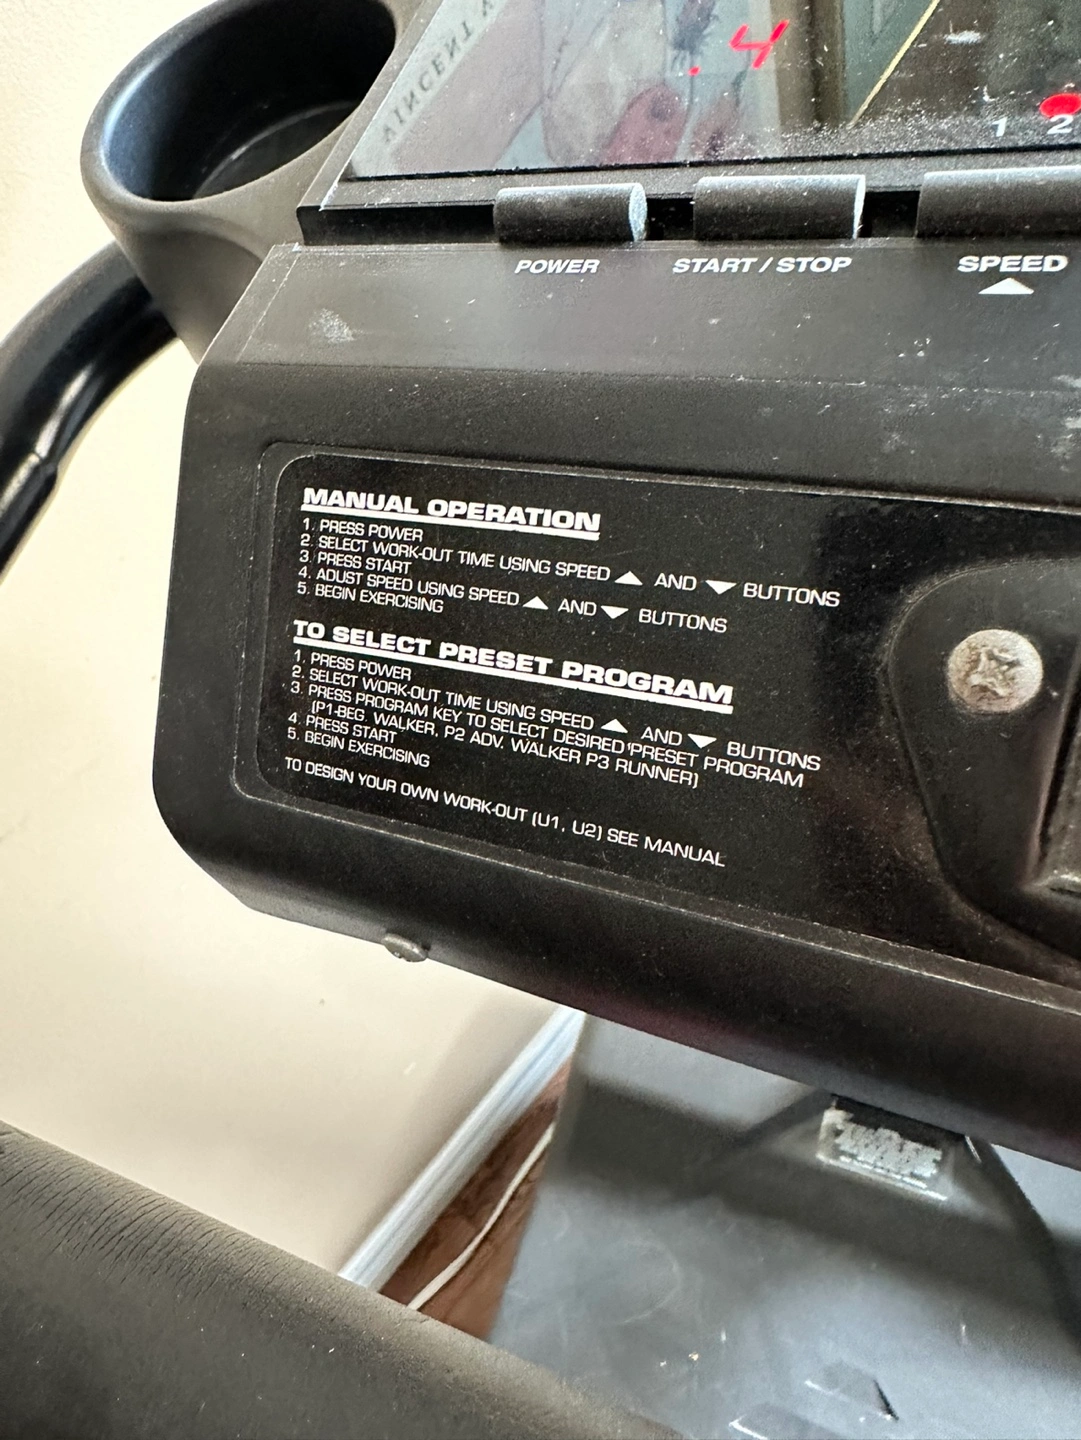 .4
1 2
POWER START / STOP SPEED ▲
MANUAL OPERATION
1. PRESS POWER
2. SELECT WORK-OUT TIME USING SPEED ▲ AND ▼ BUTTONS
3. PRESS START
4. ADUST SPEED USING SPEED ▲ AND ▼ BUTTONS
5. BEGIN EXERCISING
TO SELECT PRESET PROGRAM
1. PRESS POWER
2. SELECT WORK-OUT TIME USING SPEED ▲ AND ▼ BUTTONS
3. PRESS PROGRAM KEY TO SELECT DESIRED PRESET PROGRAM
(P1-BEG. WALKER, P2 ADV. WALKER P3 RUNNER)
4. PRESS START
5. BEGIN EXERCISING
TO DESIGN YOUR OWN WORK-OUT (U1, U2) SEE MANUAL